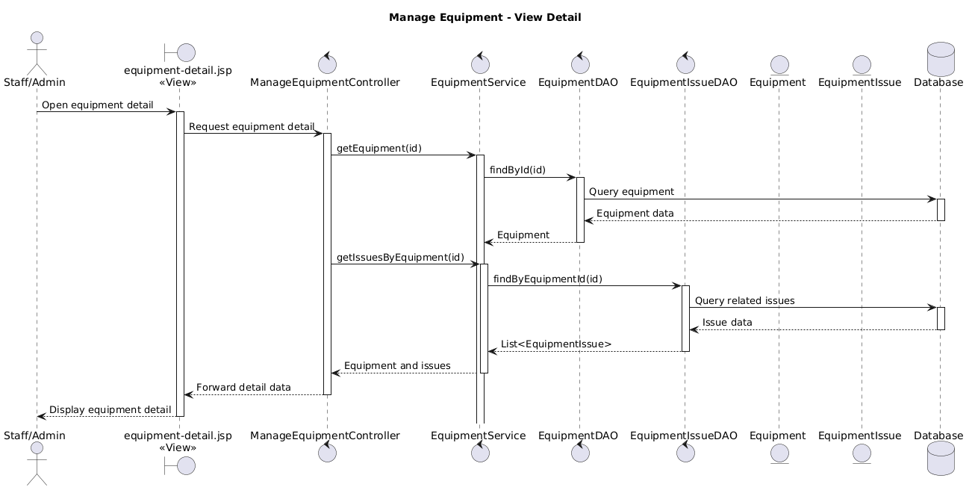 Manage Equipment - View Detail
Staff/Admin
equipment-detail.jsp
«View»
ManageEquipmentController
EquipmentService
EquipmentDAO
EquipmentIssueDAO
Equipment
EquipmentIssue
Database
Open equipment detail
Request equipment detail
getEquipment(id)
findById(id)
Query equipment
Equipment data
Equipment
getIssuesByEquipment(id)
findByEquipmentId(id)
Query related issues
Issue data
List<EquipmentIssue>
Equipment and issues
Forward detail data
Display equipment detail
Staff/Admin
equipment-detail.jsp
«View»
ManageEquipmentController
EquipmentService
EquipmentDAO
EquipmentIssueDAO
Equipment
EquipmentIssue
Database